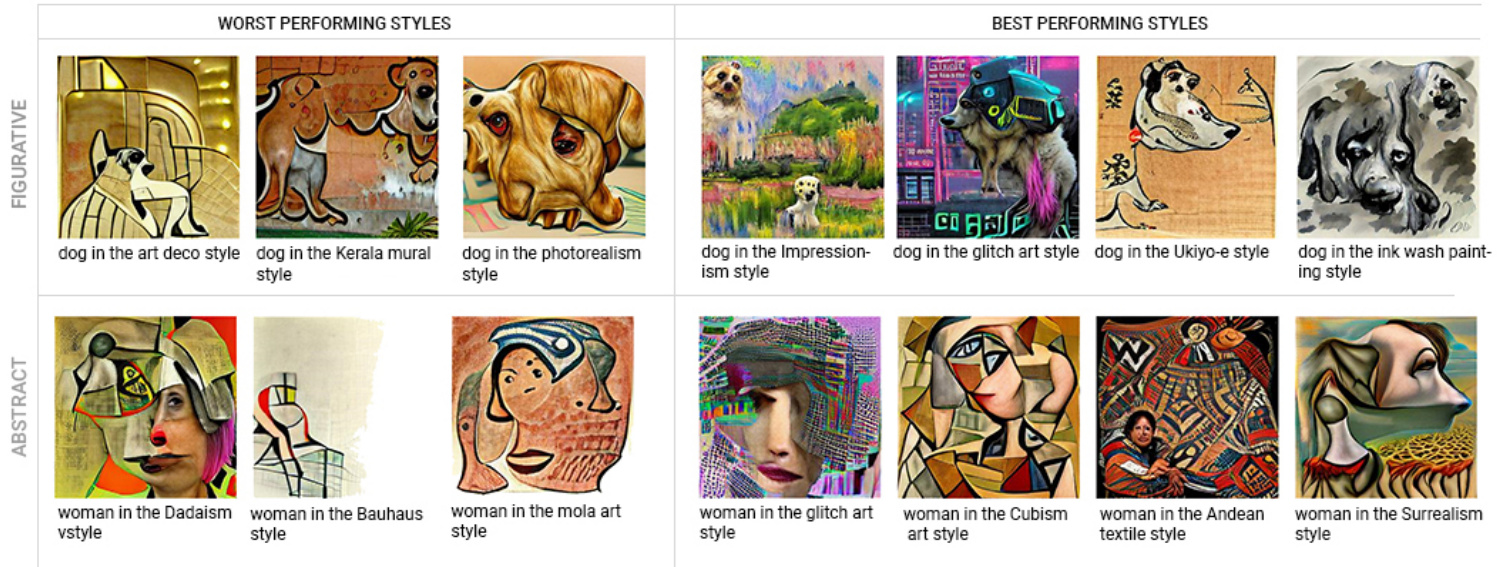 WORST PERFORMING STYLES
BEST PERFORMING STYLES
FIGURATIVE
dog in the art deco style
dog in the Kerala mural
style
dog in the photorealism
style
dog in the Impression-
ism style
dog in the glitch art style
dog in the Ukiyo-e style
dog in the ink wash paint-
ing style
ABSTRACT
woman in the Dadaism
vstyle
woman in the Bauhaus
style
woman in the mola art
style
woman in the glitch art
style
woman in the Cubism
art style
woman in the Andean
textile style
woman in the Surrealism
style